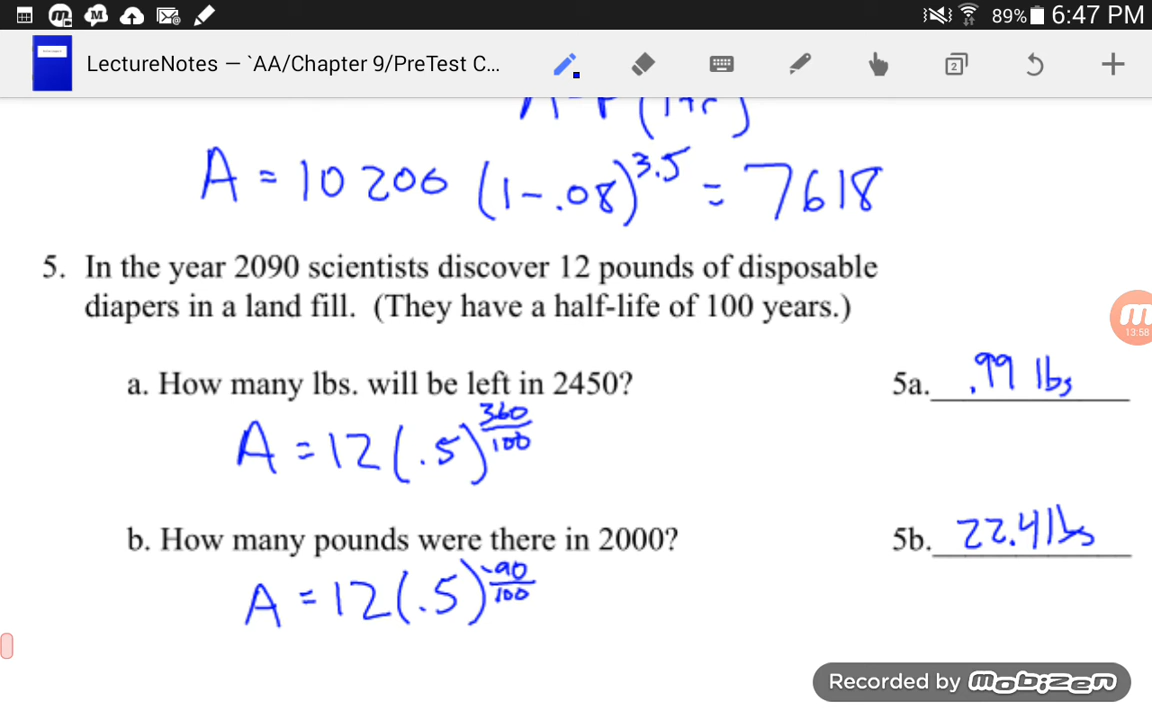 89% 6:47 PM
LectureNotes — `AA/Chapter 9/PreTest C...
2
A = P (1+r)
A = 10200 (1-.08)^3.5 = 7618
5. In the year 2090 scientists discover 12 pounds of disposable
diapers in a land fill. (They have a half-life of 100 years.)
a. How many lbs. will be left in 2450?
5a. .99 lbs
A = 12 (.5)^360/100
b. How many pounds were there in 2000?
5b. 22.4 lbs
A = 12 (.5)^-90/100
13:58
Recorded by mobizen